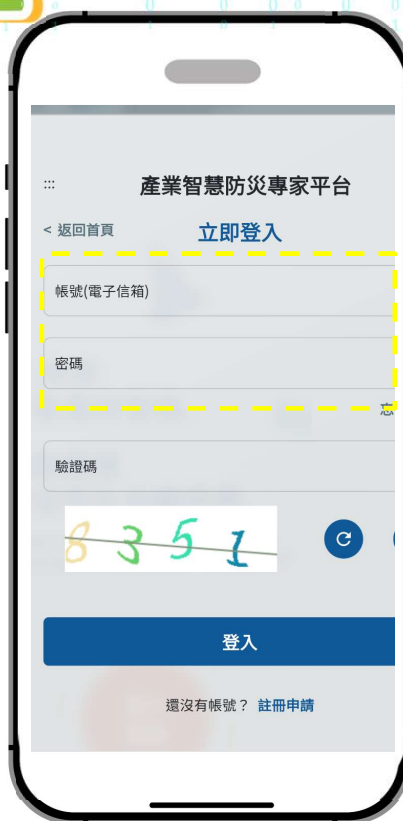 :::
產業智慧防災專家平台
< 返回首頁
立即登入
帳號(電子信箱)
密碼
忘
驗證碼
8351
登入
還沒有帳號？ 註冊申請